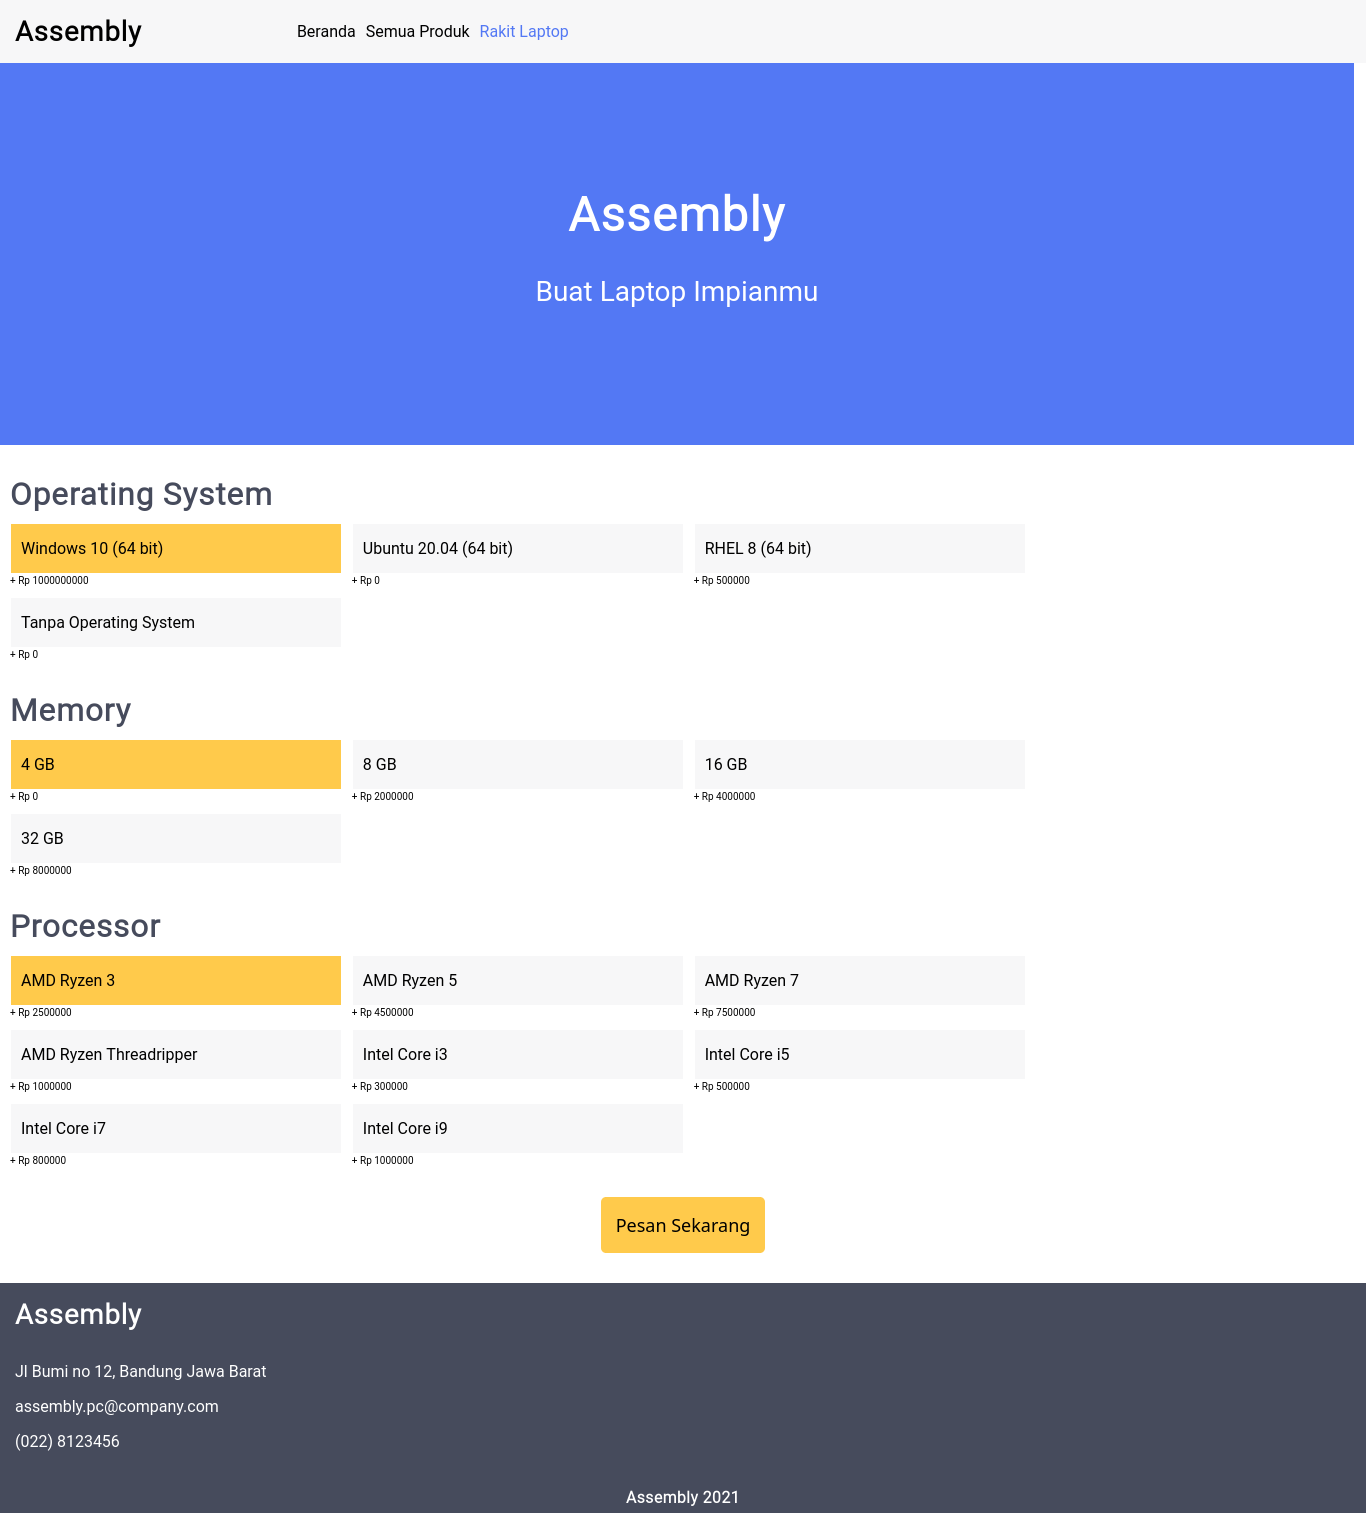 Assembly
Beranda Semua Produk Rakit Laptop
Assembly
Buat Laptop Impianmu
Operating System
Windows 10 (64 bit) Ubuntu 20.04 (64 bit) RHEL 8 (64 bit)
+ Rp 1000000000 + Rp 0 + Rp 500000
Tanpa Operating System
+ Rp 0
Memory
4 GB 8 GB 16 GB
+ Rp 0 + Rp 2000000 + Rp 4000000
32 GB
+ Rp 8000000
Processor
AMD Ryzen 3 AMD Ryzen 5 AMD Ryzen 7
+ Rp 2500000 + Rp 4500000 + Rp 7500000
AMD Ryzen Threadripper Intel Core i3 Intel Core i5
+ Rp 1000000 + Rp 300000 + Rp 500000
Intel Core i7 Intel Core i9
+ Rp 800000 + Rp 1000000
Pesan Sekarang
Assembly
Jl Bumi no 12, Bandung Jawa Barat
assembly.pc@company.com
(022) 8123456
Assembly 2021